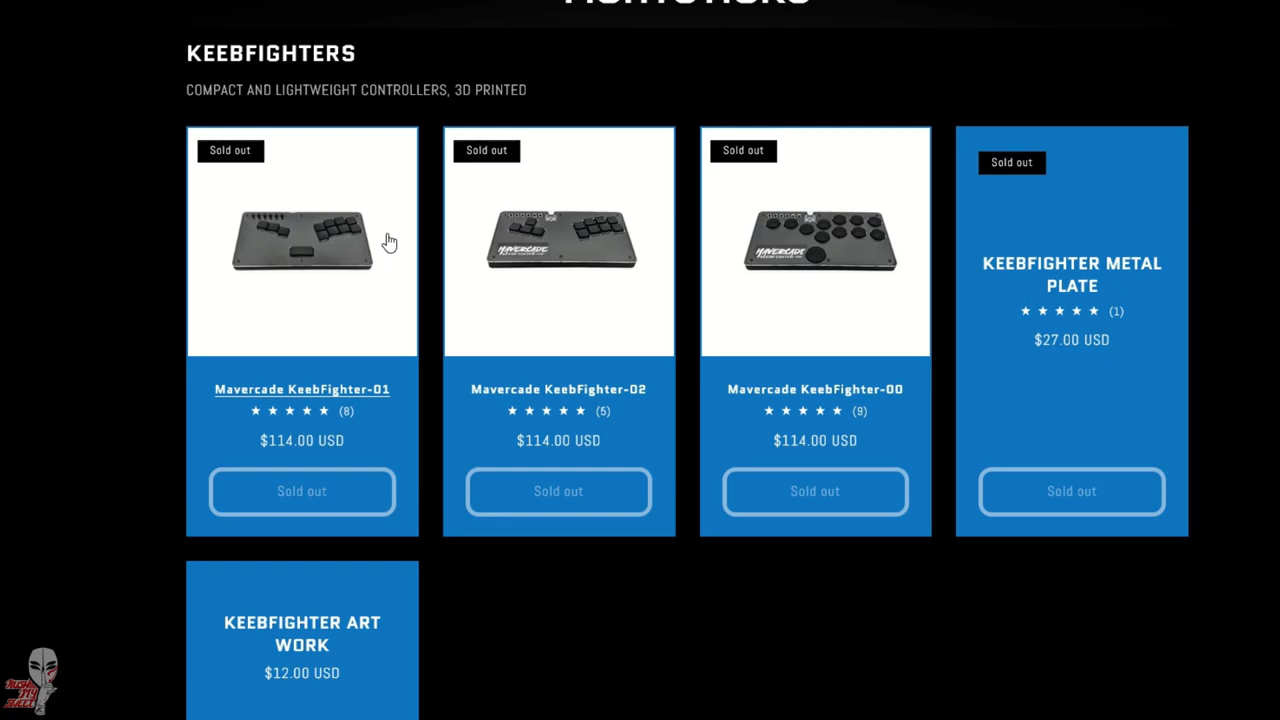 KEEBFIGHTERS
COMPACT AND LIGHTWEIGHT CONTROLLERS, 3D PRINTED
Sold out
Sold out
Sold out
Sold out
MAVERCADE
MAVERCADE
KEEBFIGHTER METAL
PLATE
★ ★ ★ ★ ★ (1)
$27.00 USD
Mavercade KeebFighter-01
★ ★ ★ ★ ★ (8)
$114.00 USD
Sold out
Mavercade KeebFighter-02
★ ★ ★ ★ ★ (5)
$114.00 USD
Sold out
Mavercade KeebFighter-00
★ ★ ★ ★ ★ (9)
$114.00 USD
Sold out
Sold out
KEEBFIGHTER ART
WORK
$12.00 USD